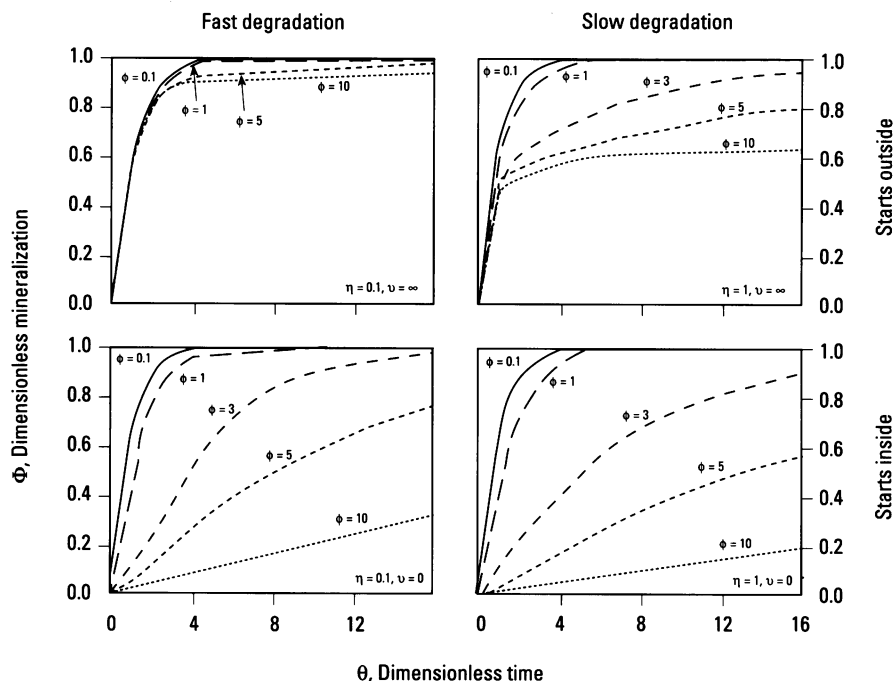 Fast degradation
Slow degradation
Φ, Dimensionless mineralization
1.0
0.8
0.6
0.4
0.2
0.0
ϕ = 0.1
ϕ = 1
ϕ = 5
ϕ = 10
η = 0.1, υ = ∞
4
8
12
ϕ = 0.1
ϕ = 1
ϕ = 3
ϕ = 5
ϕ = 10
η = 1, υ = ∞
1.0
0.8
0.6
0.4
0.2
0.0
Starts outside
1.0
0.8
0.6
0.4
0.2
0.0
ϕ = 0.1
ϕ = 1
ϕ = 3
ϕ = 5
ϕ = 10
η = 0.1, υ = 0
0
4
8
12
ϕ = 0.1
ϕ = 1
ϕ = 3
ϕ = 5
ϕ = 10
η = 1, υ = 0
0
4
8
12
16
1.0
0.8
0.6
0.4
0.2
0.0
Starts inside
θ, Dimensionless time